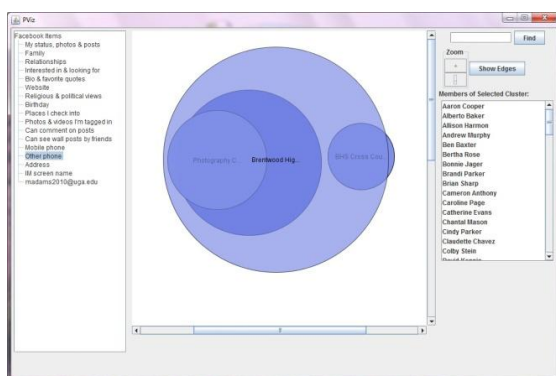 PViz
Facebook Items
My status, photos & posts
Family
Relationships
Interested in & looking for
Bio & favorite quotes
Website
Religious & political views
Birthday
Places I check into
Photos & videos I'm tagged in
Can comment on posts
Can see wall posts by friends
Mobile phone
Other phone
Address
IM screen name
madams2010@uga.edu
Photography C...
Brentwood Hig...
BHS Cross Cou...
Find
Zoom
+
Show Edges
Members of Selected Cluster:
Aaron Cooper
Alberto Baker
Allison Harmon
Andrew Murphy
Ben Baxter
Bertha Rose
Bonnie Jager
Brandi Parker
Brian Sharp
Cameron Anthony
Caroline Page
Catherine Evans
Chantal Mason
Cindy Parker
Claudette Chavez
Colby Stein